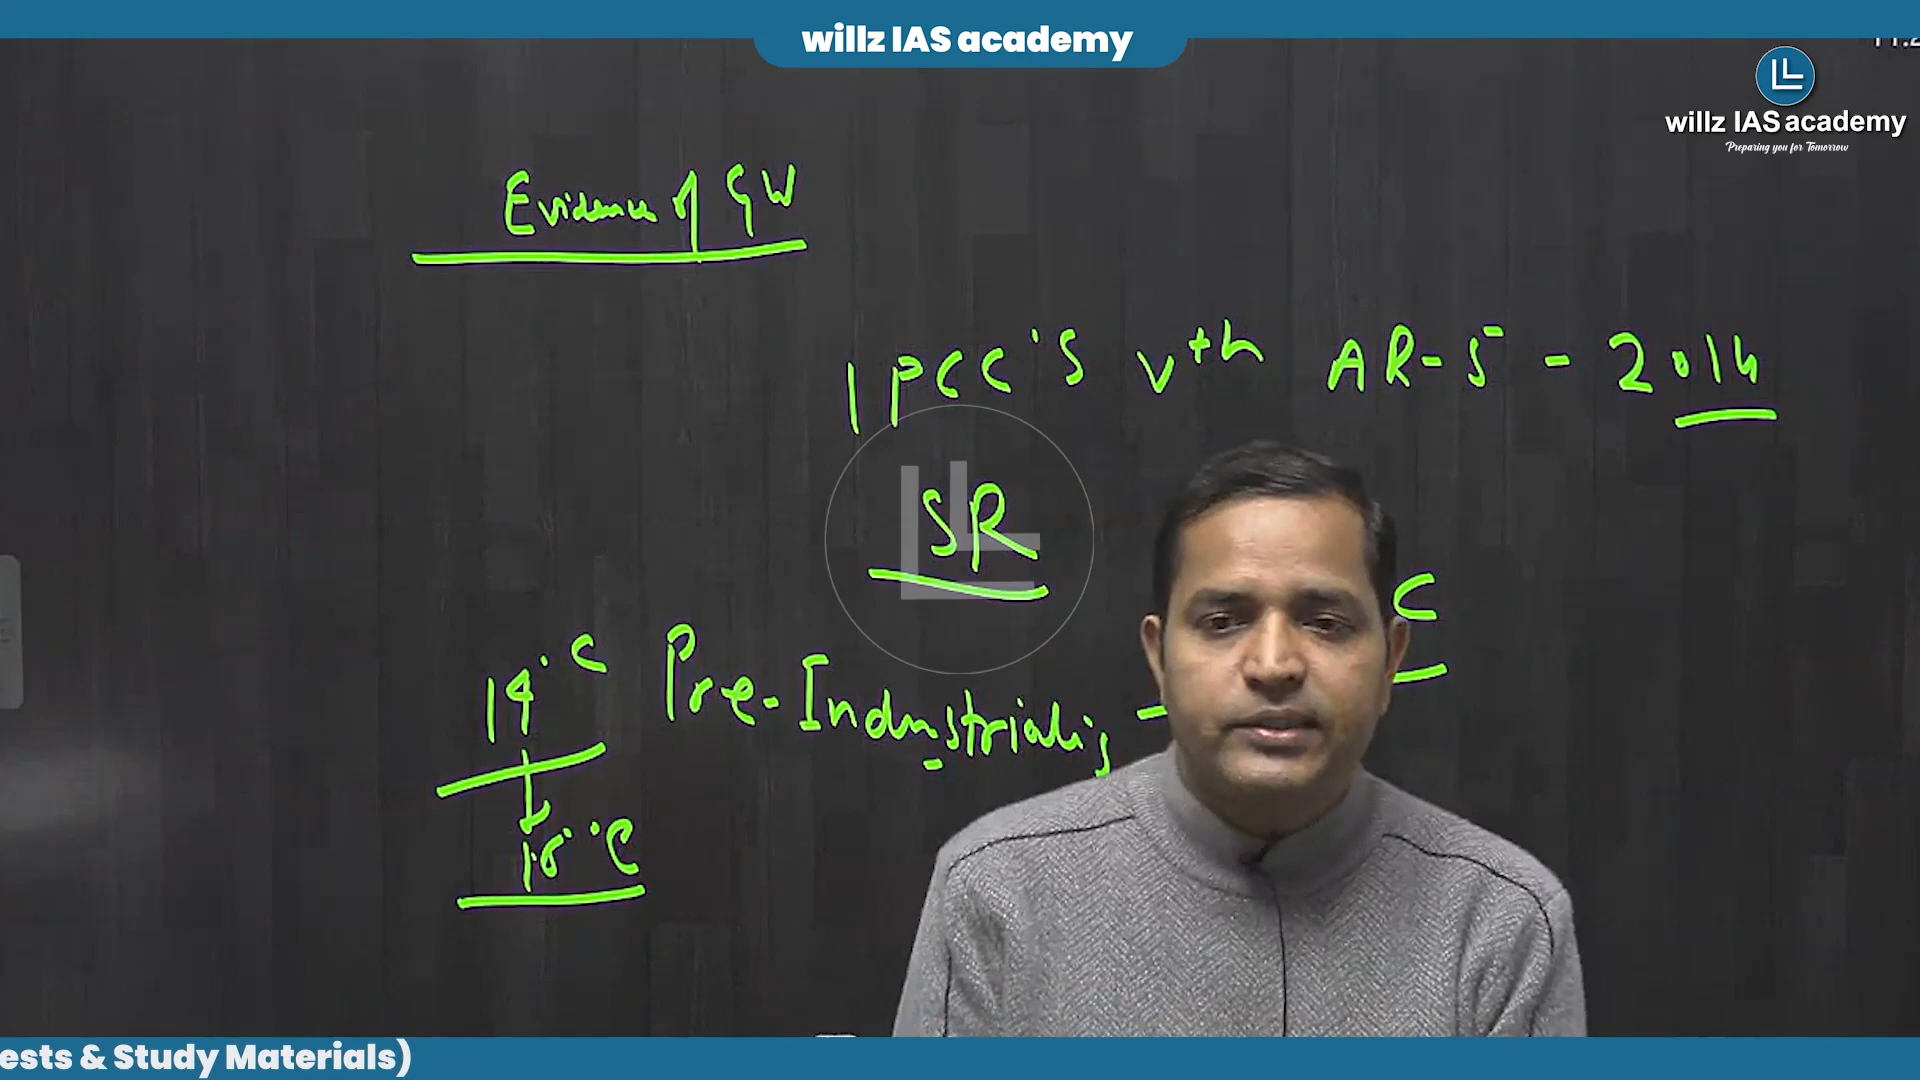 willz IAS academy
willz IAS academy
Preparing you for Tomorrow
Evidence of GW
IPCC'S Vth AR-5 - 2014
SR
C
14°C Pre-Industrialis -
°C
ests & Study Materials)